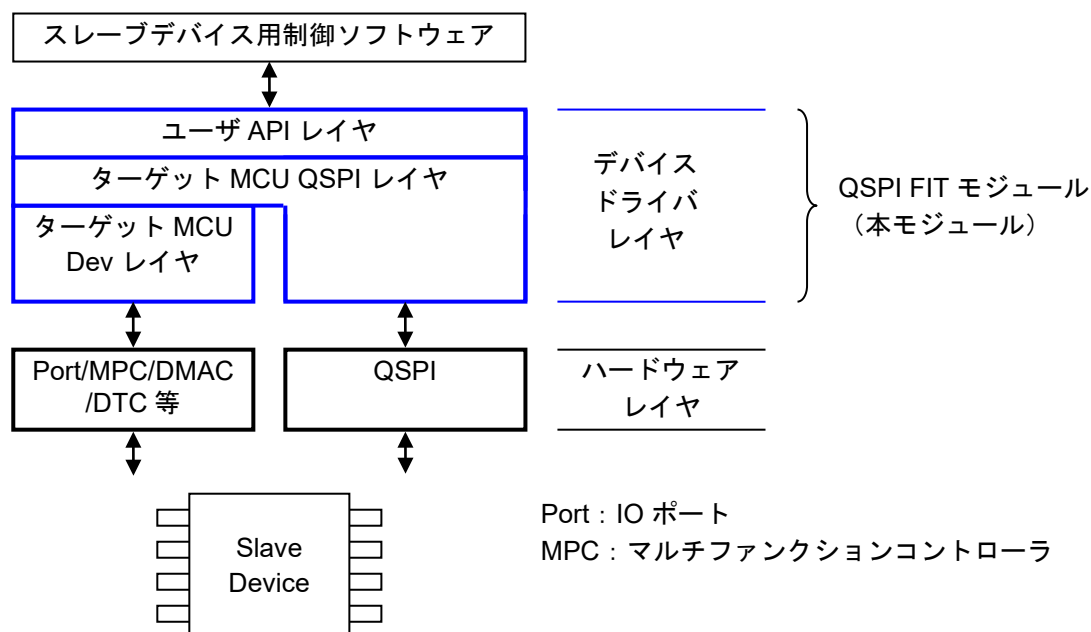 スレーブデバイス用制御ソフトウェア
ユーザ API レイヤ
ターゲット MCU QSPI レイヤ
ターゲット MCU
Dev レイヤ
デバイス
ドライバ
レイヤ
QSPI FIT モジュール
（本モジュール）
Port/MPC/DMAC
/DTC 等
QSPI
ハードウェア
レイヤ
Slave
Device
Port：IO ポート
MPC：マルチファンクションコントローラ